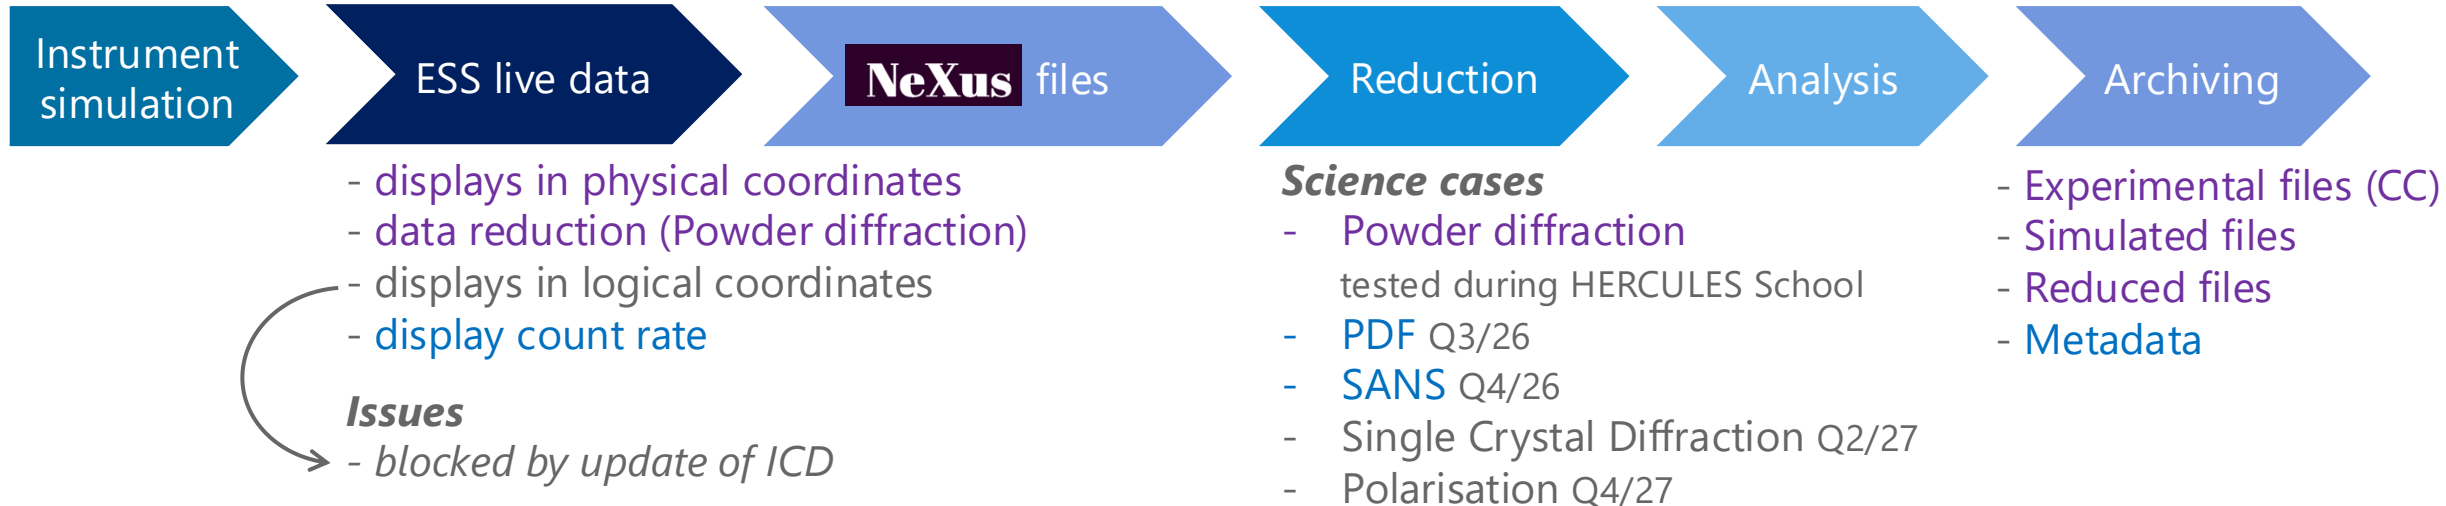 Instrument
simulation
ESS live data
NeXus files
Reduction
Analysis
Archiving
- displays in physical coordinates
- data reduction (Powder diffraction)
- displays in logical coordinates
- display count rate
Issues
- blocked by update of ICD
Science cases
- Powder diffraction
tested during HERCULES School
- PDF Q3/26
- SANS Q4/26
- Single Crystal Diffraction Q2/27
- Polarisation Q4/27
- Experimental files (CC)
- Simulated files
- Reduced files
- Metadata